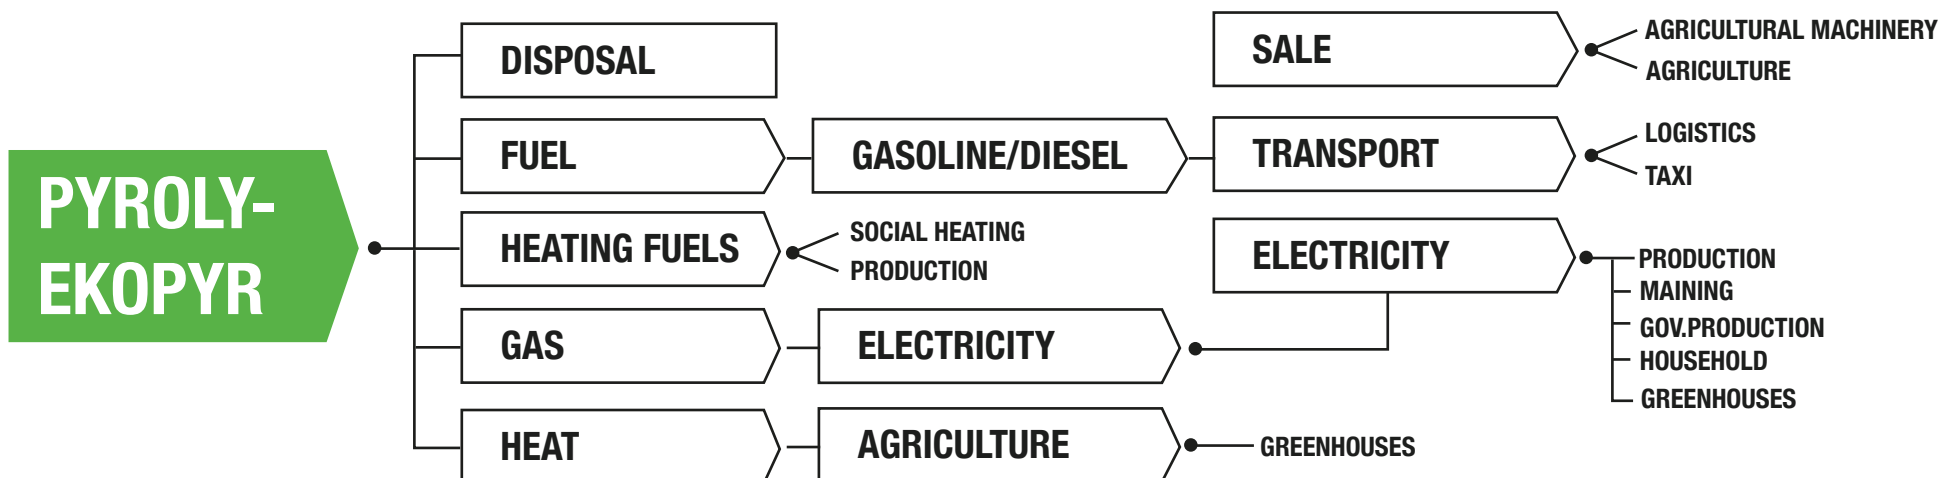 PYROLY-
EKOPYR
DISPOSAL
FUEL
HEATING FUELS
GAS
HEAT
GASOLINE/DIESEL
SOCIAL HEATING
PRODUCTION
ELECTRICITY
AGRICULTURE
GREENHOUSES
SALE
AGRICULTURAL MACHINERY
AGRICULTURE
TRANSPORT
LOGISTICS
TAXI
ELECTRICITY
PRODUCTION
MAINING
GOV.PRODUCTION
HOUSEHOLD
GREENHOUSES